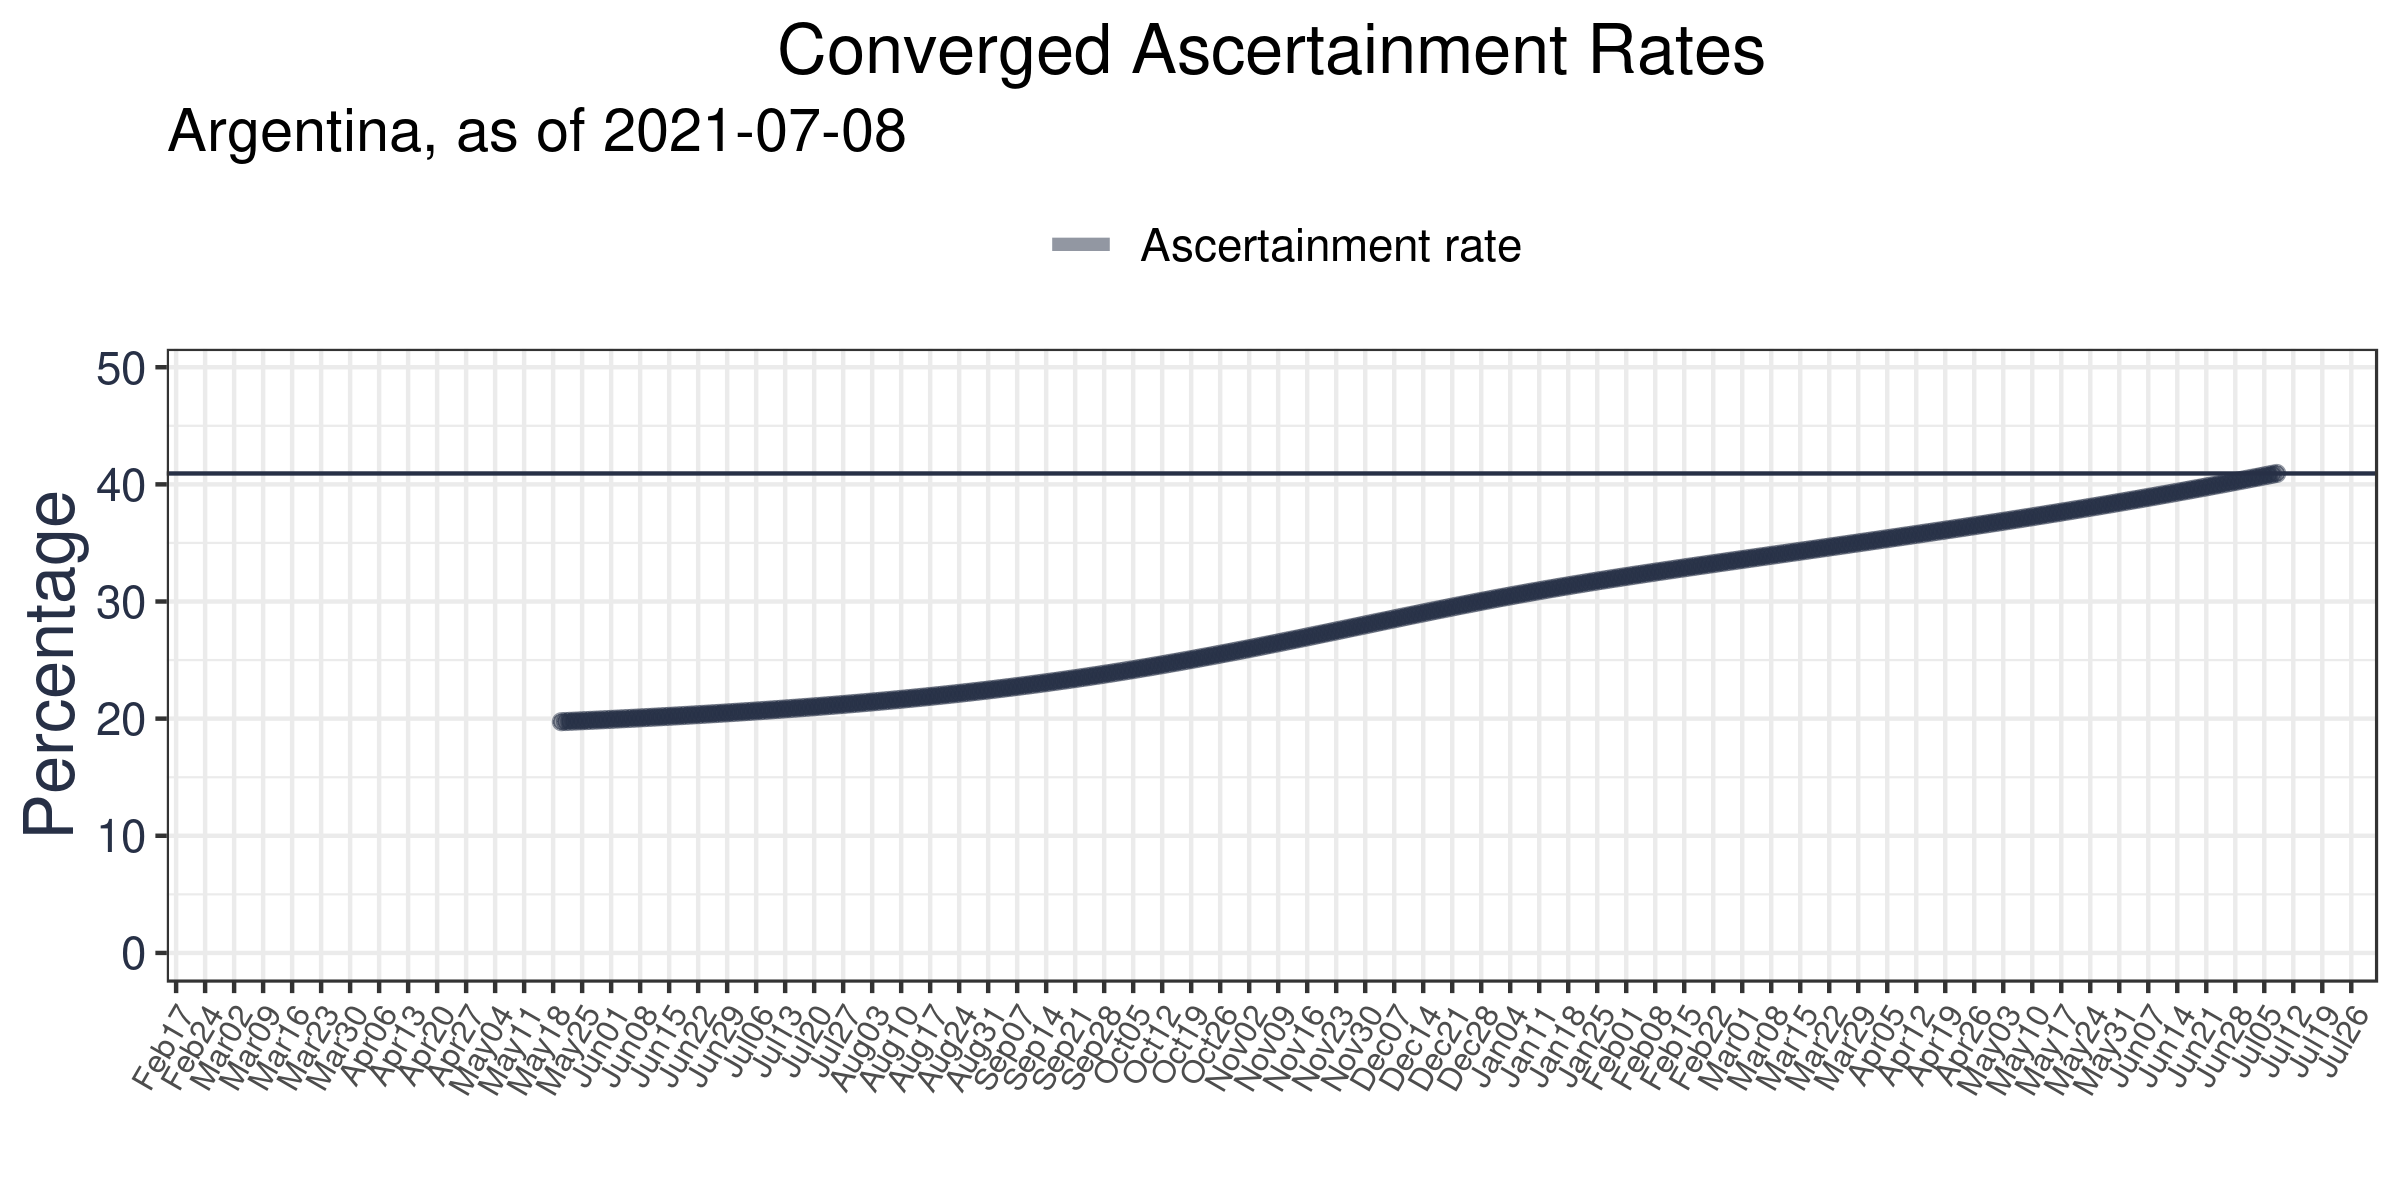 Converged Ascertainment Rates
Argentina, as of 2021-07-08
Ascertainment rate
Percentage
50
40
30
20
10
0
Feb17
Feb24
Mar02
Mar09
Mar16
Mar23
Mar30
Apr06
Apr13
Apr20
Apr27
May04
May11
May18
May25
Jun01
Jun08
Jun15
Jun22
Jun29
Jul06
Jul13
Jul20
Jul27
Aug03
Aug10
Aug17
Aug24
Aug31
Sep07
Sep14
Sep21
Sep28
Oct05
Oct12
Oct19
Oct26
Nov02
Nov09
Nov16
Nov23
Nov30
Dec07
Dec14
Dec21
Dec28
Jan04
Jan11
Jan18
Jan25
Feb01
Feb08
Feb15
Feb22
Mar01
Mar08
Mar15
Mar22
Mar29
Apr05
Apr12
Apr19
Apr26
May03
May10
May17
May24
May31
Jun07
Jun14
Jun21
Jun28
Jul05
Jul12
Jul19
Jul26